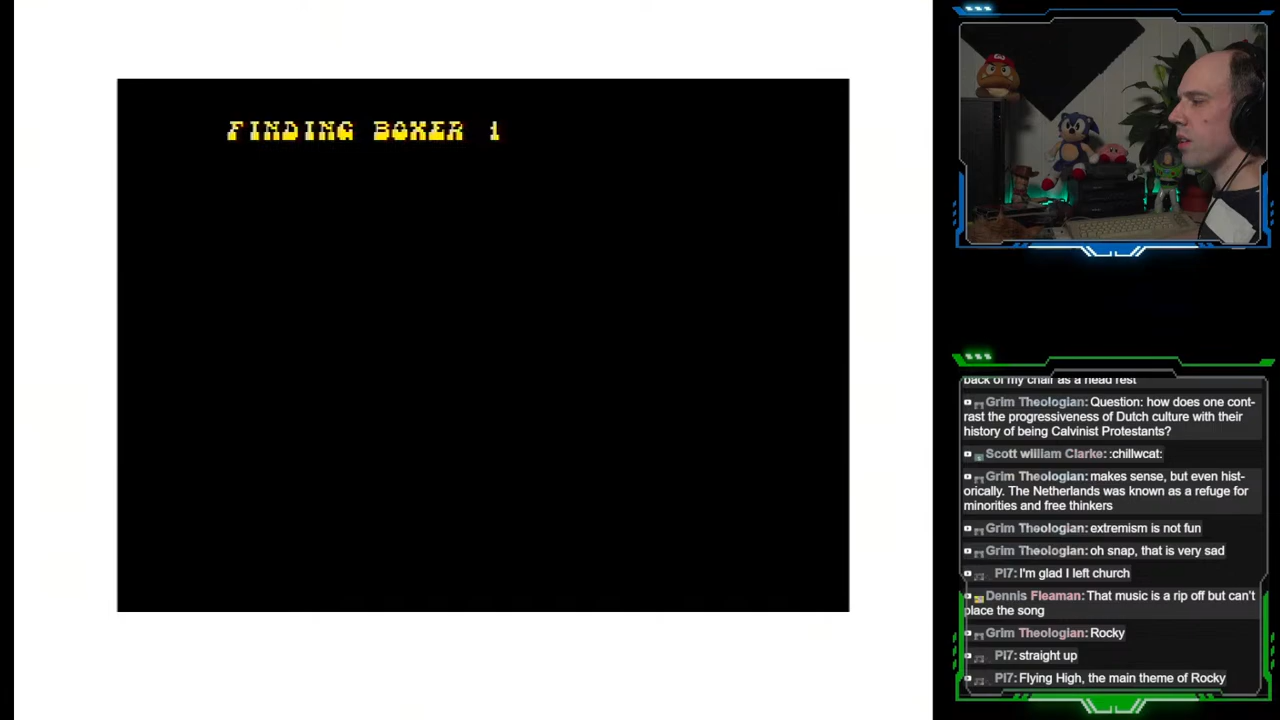 FINDING BOXER 1
back of my chair as a head rest
Grim Theologian: Question: how does one cont-
rast the progressiveness of Dutch culture with their
history of being Calvinist Protestants?
Scott william Clarke: :chillwcat:
Grim Theologian: makes sense, but even hist-
orically. The Netherlands was known as a refuge for
minorities and free thinkers
Grim Theologian: extremism is not fun
Grim Theologian: oh snap, that is very sad
PI7: I'm glad I left church
Dennis Fleaman: That music is a rip off but can't
place the song
Grim Theologian: Rocky
PI7: straight up
PI7: Flying High, the main theme of Rocky